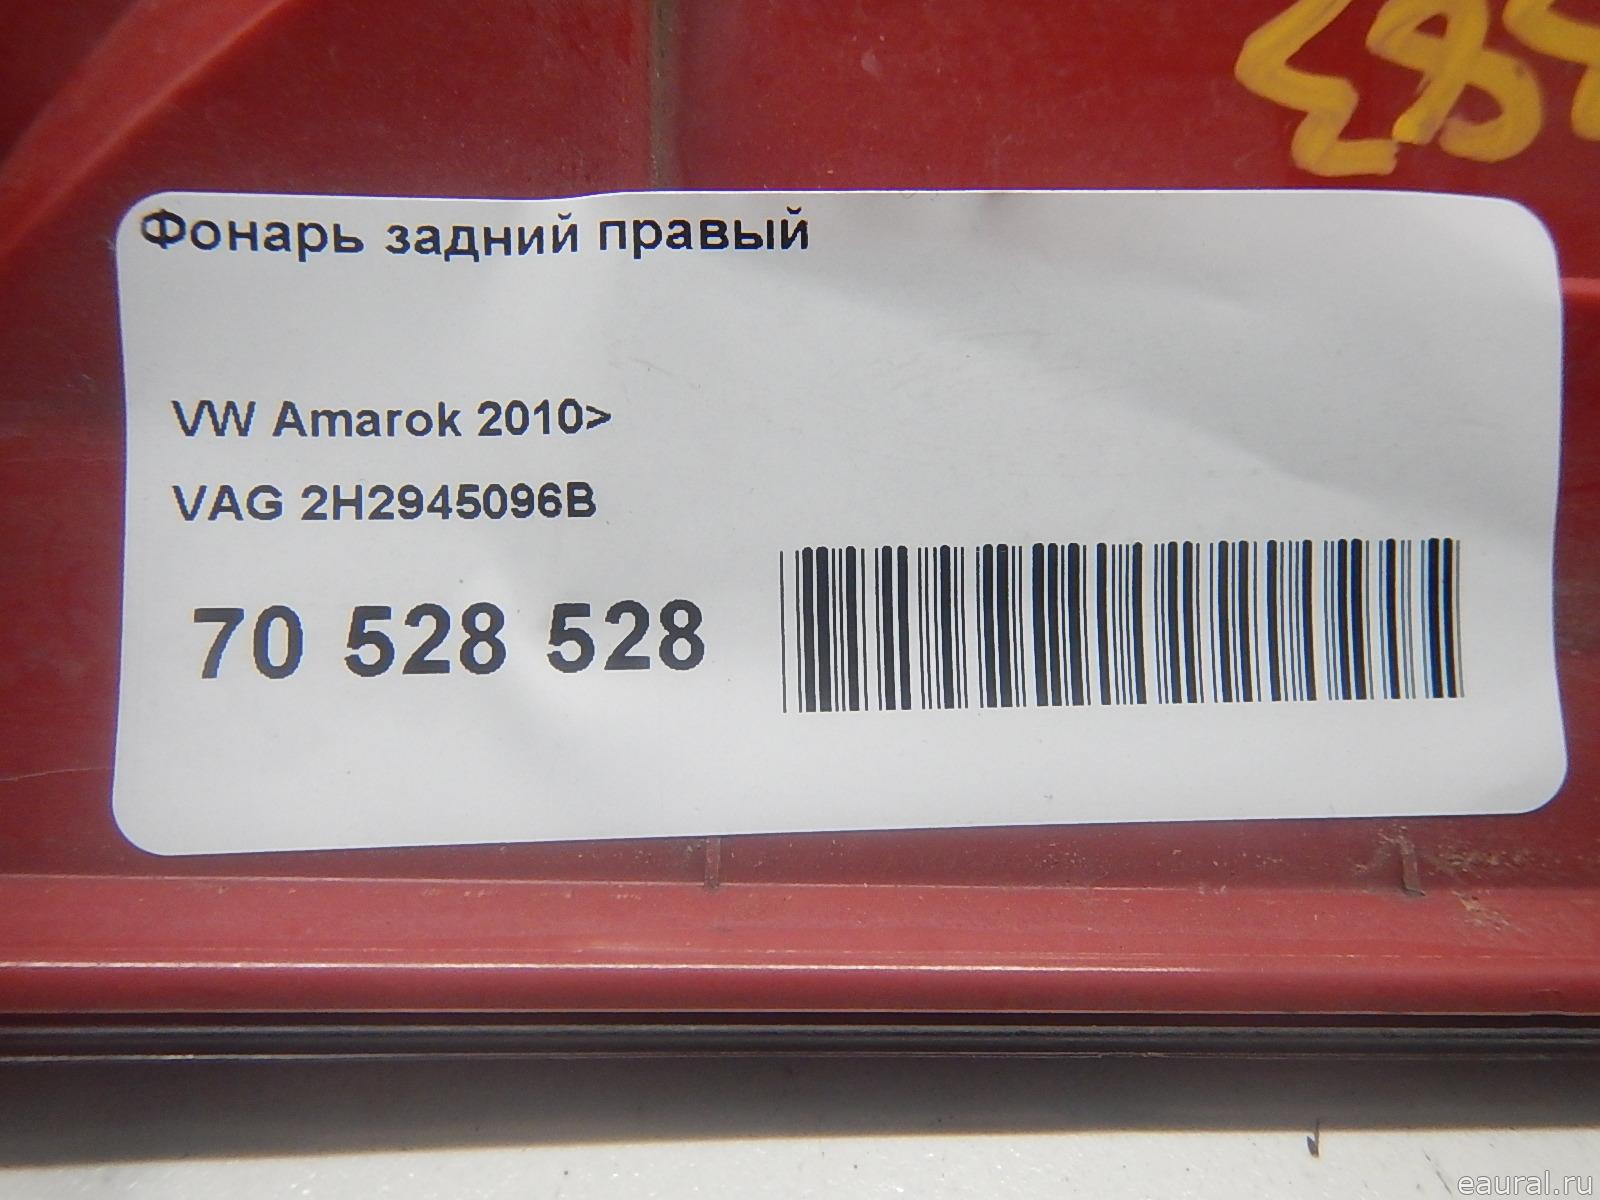 Фонарь задний правый
VW Amarok 2010>
VAG 2H2945096B
70 528 528
eaural.ru